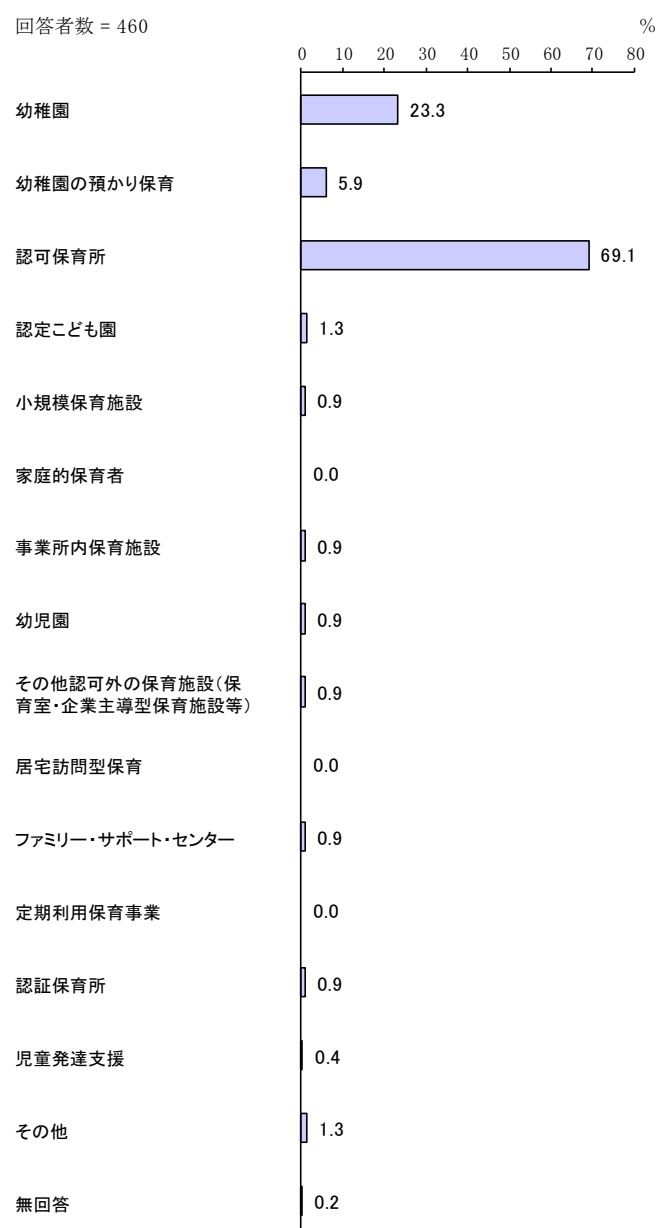 回答者数 = 460
%
0 10 20 30 40 50 60 70 80
幼稚園 23.3
幼稚園の預かり保育 5.9
認可保育所 69.1
認定こども園 1.3
小規模保育施設 0.9
家庭的保育者 0.0
事業所内保育施設 0.9
幼児園 0.9
その他認可外の保育施設(保
育室・企業主導型保育施設等) 0.9
居宅訪問型保育 0.0
ファミリー・サポート・センター 0.9
定期利用保育事業 0.0
認証保育所 0.9
児童発達支援 0.4
その他 1.3
無回答 0.2